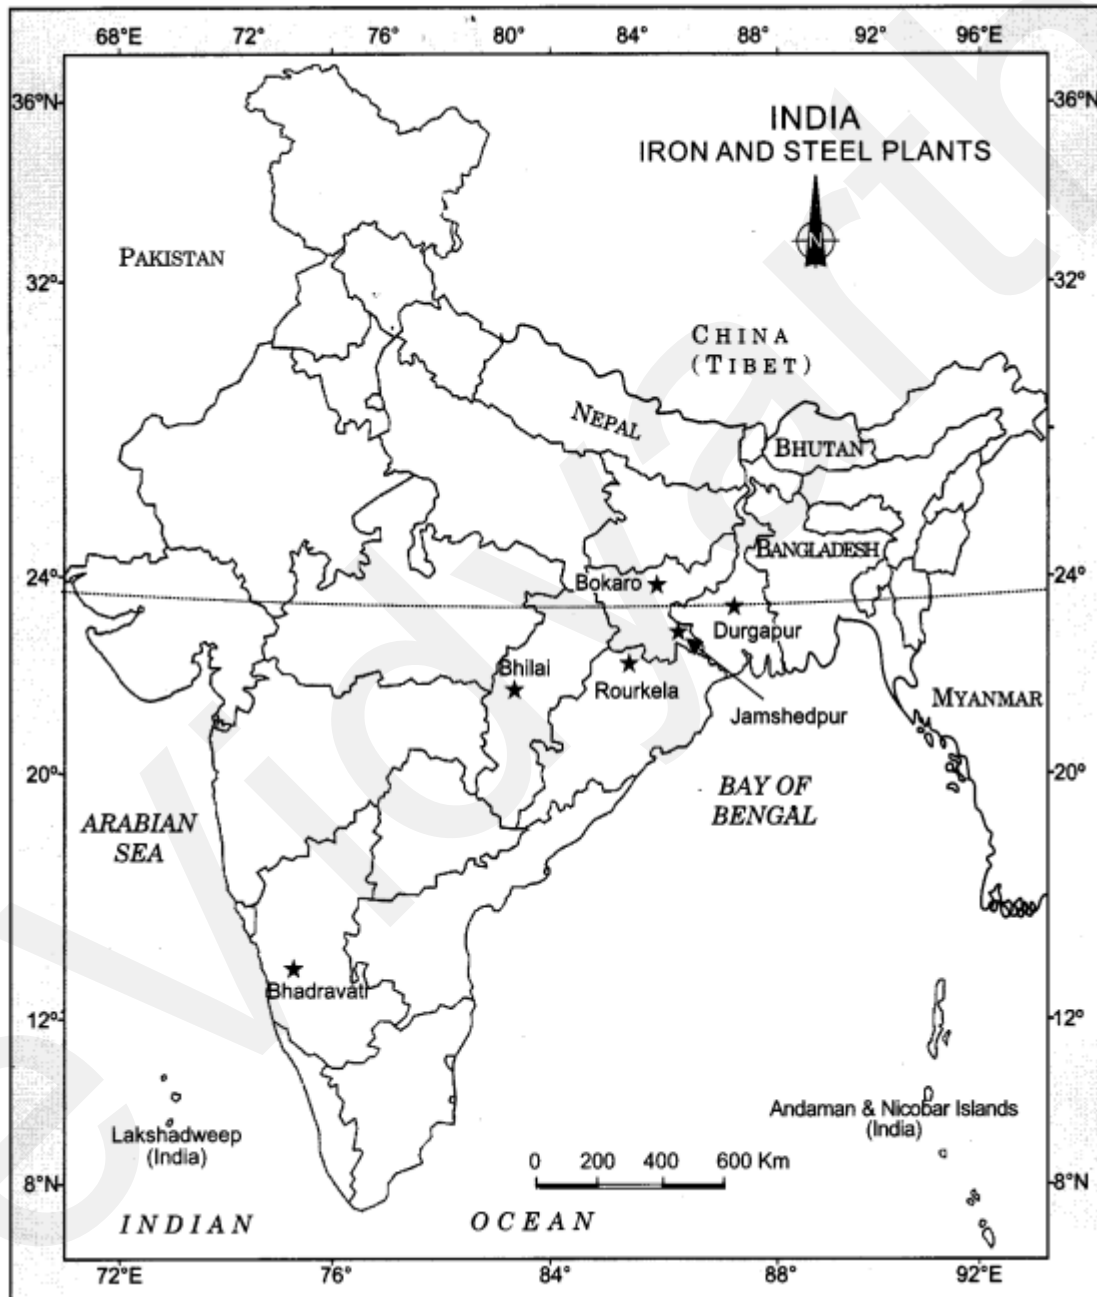 68°E 72° 76° 80° 84° 88° 92° 96°E
36°N 36°N
INDIA
IRON AND STEEL PLANTS
N
PAKISTAN
32° 32°
CHINA
(TIBET)
NEPAL
BHUTAN
BANGLADESH
24° 24°
Bokaro
Durgapur
Bhilai
Rourkela
MYANMAR
Jamshedpur
20° 20°
BAY OF
BENGAL
ARABIAN
SEA
Bhadravati
12° 12°
Andaman & Nicobar Islands
(India)
Lakshadweep
(India)
0 200 400 600 Km
8°N 8°N
INDIAN OCEAN
72°E 76° 84° 88° 92°E
eVidyarth